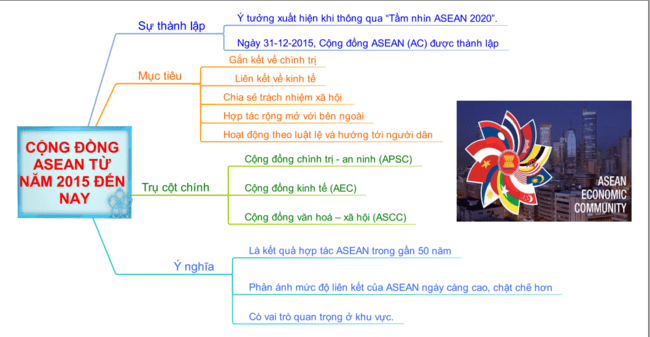 Sự thành lập
Ý tưởng xuất hiện khi thông qua “Tầm nhìn ASEAN 2020”.
Ngày 31-12-2015, Cộng đồng ASEAN (AC) được thành lập
Mục tiêu
Gắn kết về chính trị
Liên kết về kinh tế
Chia sẻ trách nhiệm xã hội
Hợp tác rộng mở với bên ngoài
Hoạt động theo luật lệ và hướng tới người dân
CỘNG ĐỒNG
ASEAN TỪ
NĂM 2015 ĐẾN
NAY
Trụ cột chính
Cộng đồng chính trị - an ninh (APSC)
Cộng đồng kinh tế (AEC)
Cộng đồng văn hoá – xã hội (ASCC)
Ý nghĩa
Là kết quả hợp tác ASEAN trong gần 50 năm
Phản ánh mức độ liên kết của ASEAN ngày càng cao, chặt chẽ hơn
Có vai trò quan trọng ở khu vực.
ASEAN
ECONOMIC
COMMUNITY